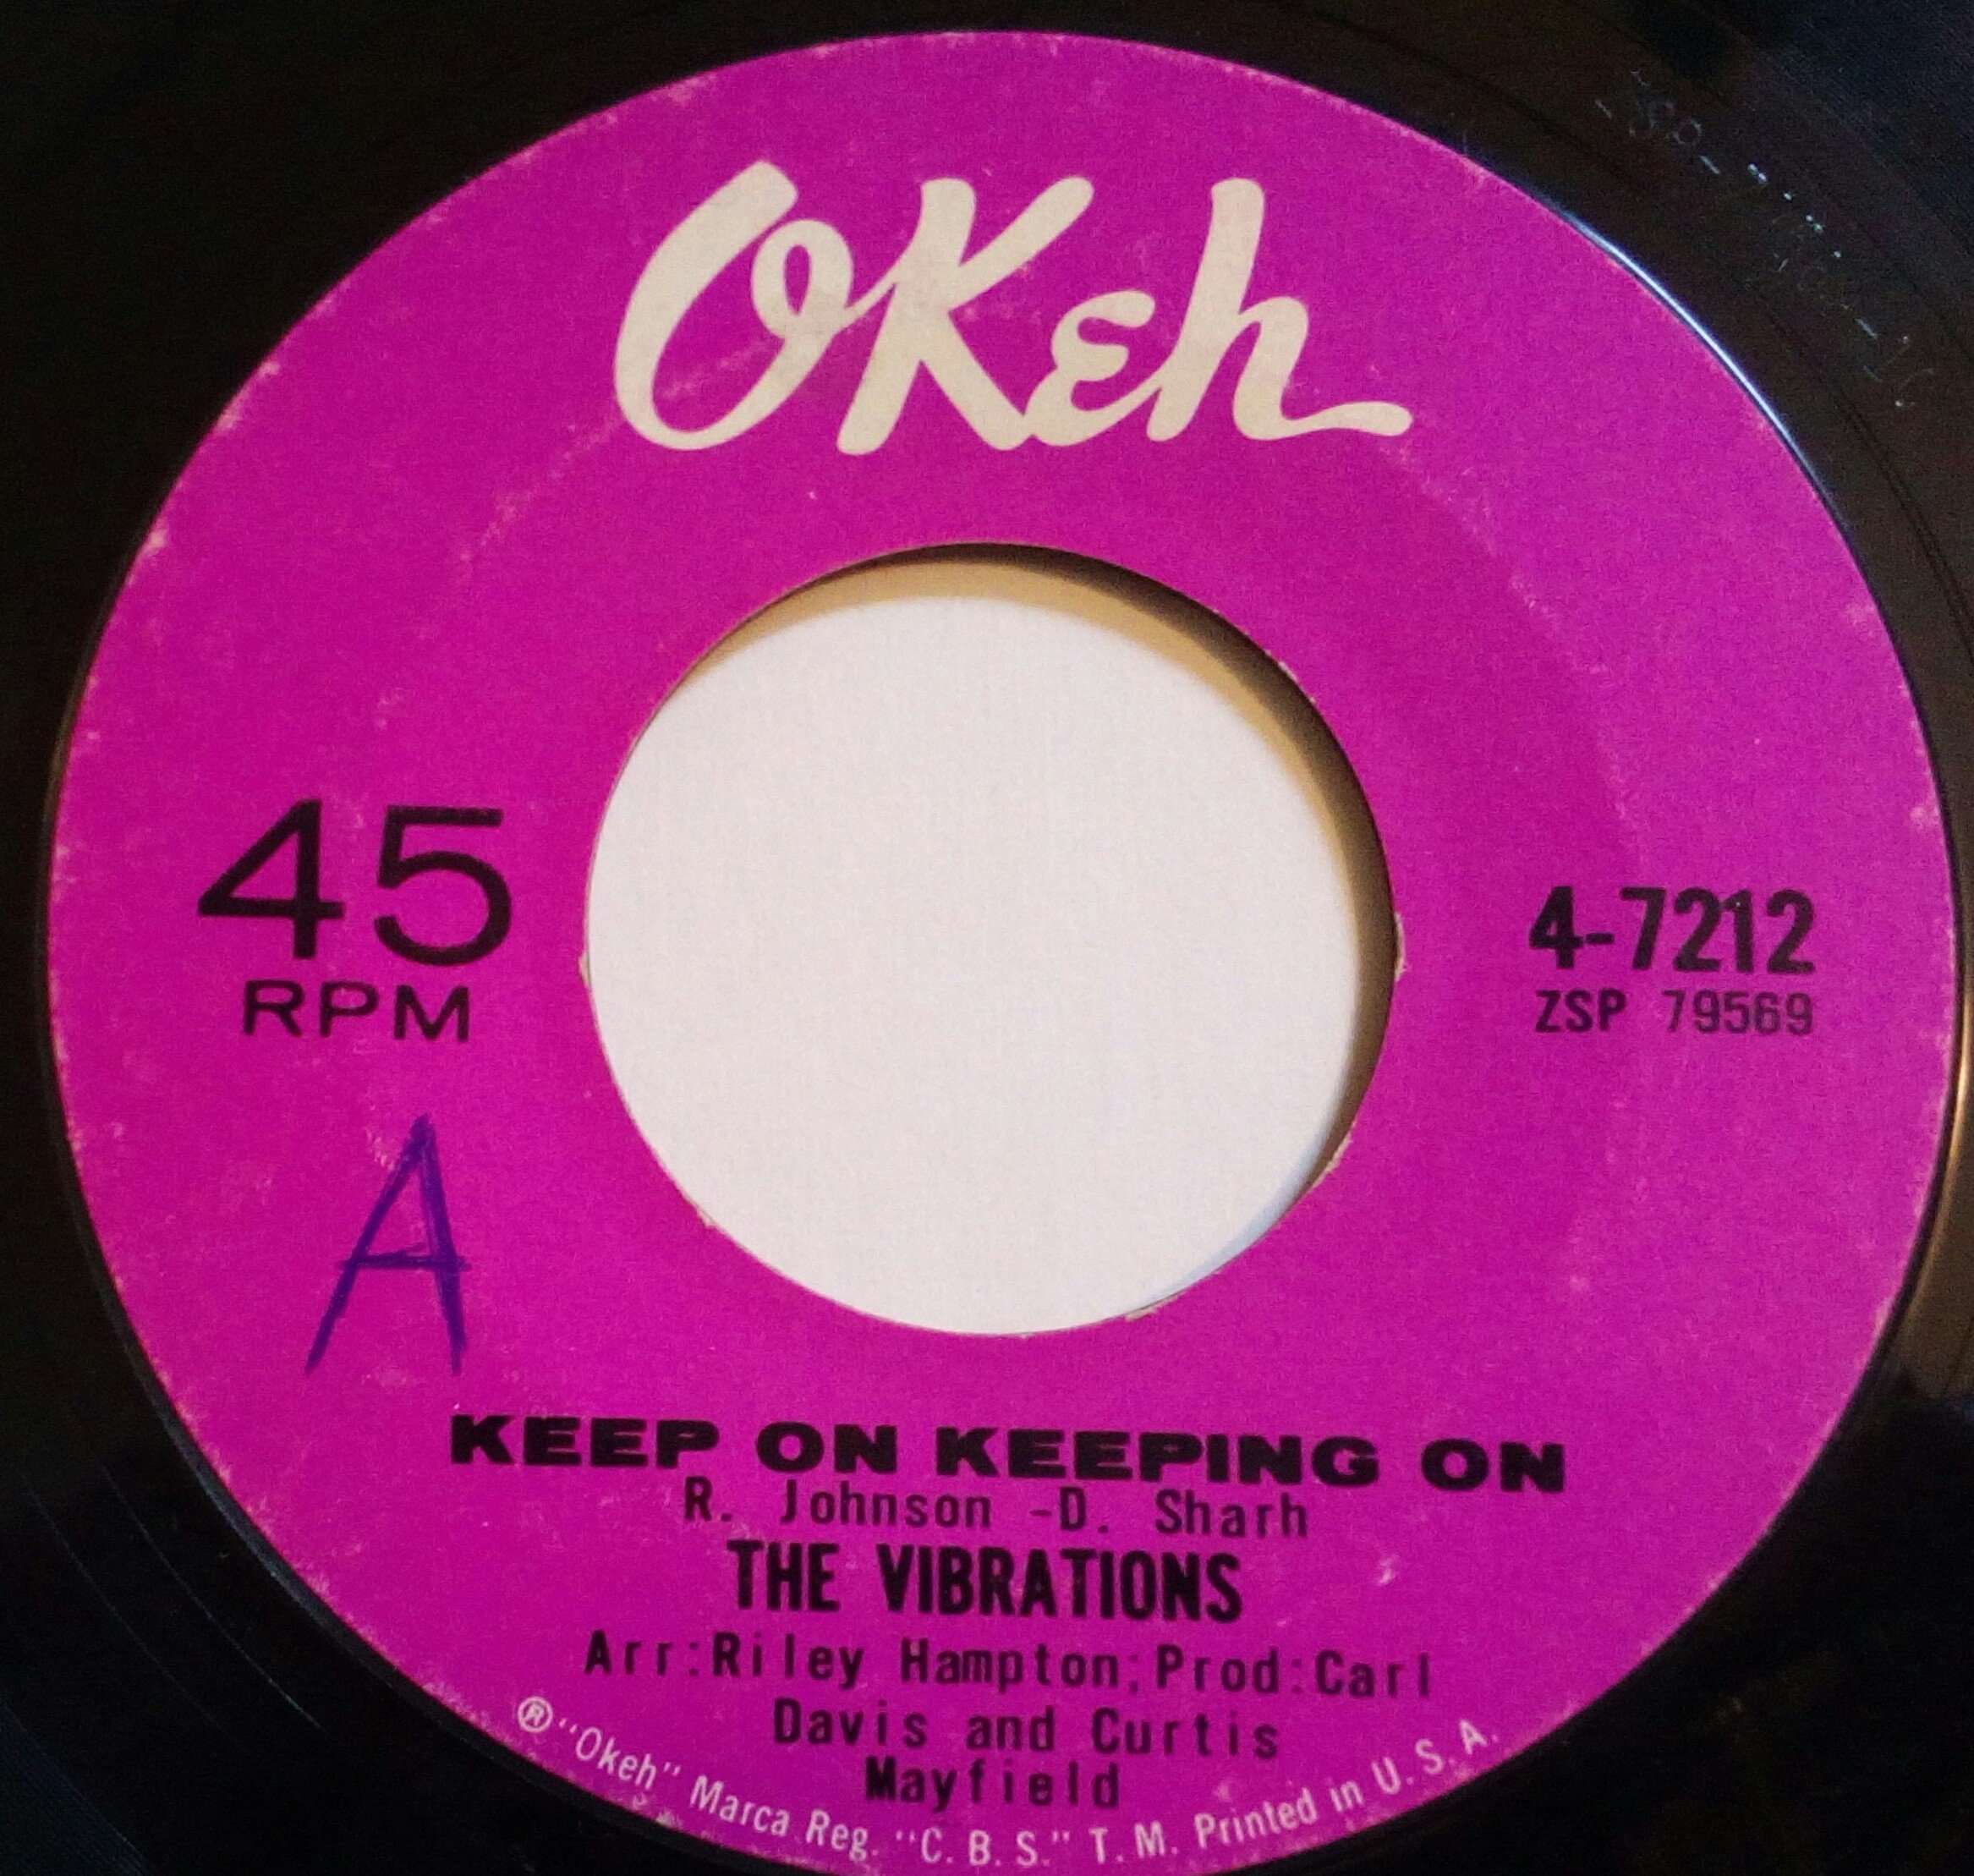 OKeh
45
RPM
4-7212
ZSP 79569
A
KEEP ON KEEPING ON
R. Johnson -D. Sharh
THE VIBRATIONS
Arr:Riley Hampton;Prod:Carl
Davis and Curtis
Mayfield
® "Okeh" Marca Reg. "C.B.S." T.M. Printed in U.S.A.